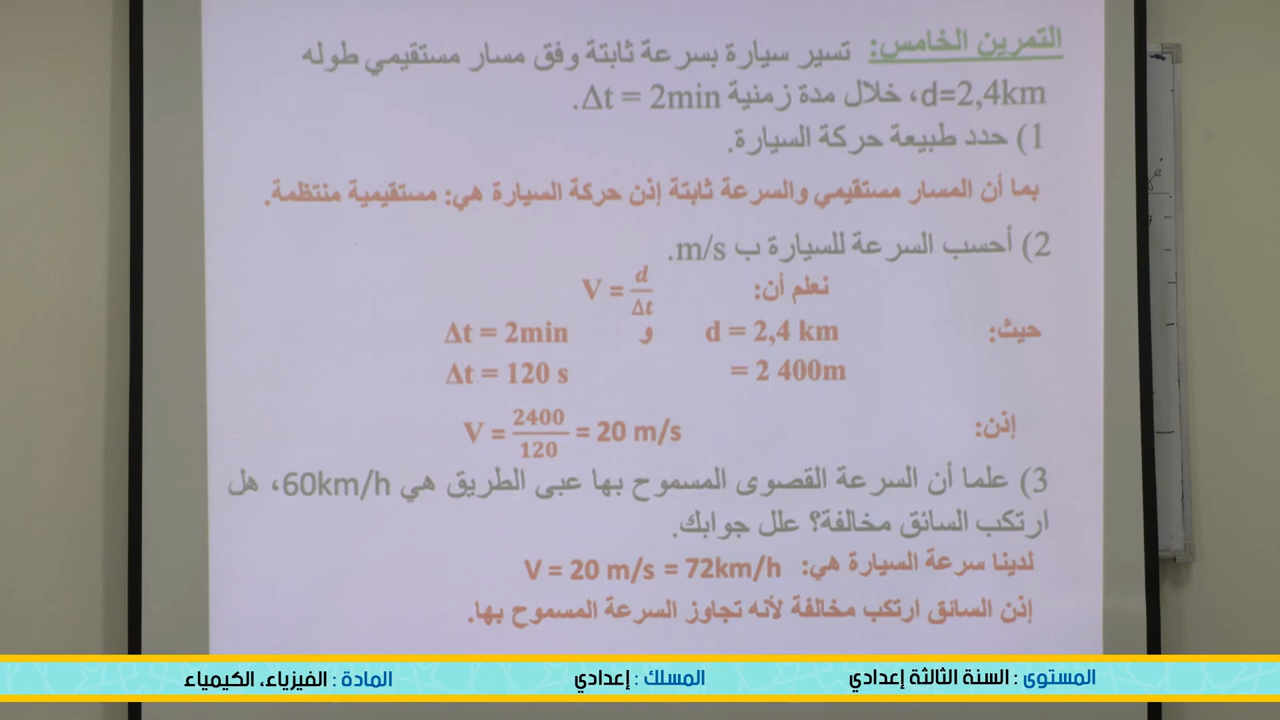 التمرين الخامس: تسير سيارة بسرعة ثابتة وفق مسار مستقيمي طوله
d=2,4km، خلال مدة زمنية Δt = 2min.
1) حدد طبيعة حركة السيارة.
بما أن المسار مستقيمي والسرعة ثابتة إذن حركة السيارة هي: مستقيمية منتظمة.
2) أحسب السرعة للسيارة ب m/s.
نعلم أن: V = d/Δt
حيث: d = 2,4 km و Δt = 2min
= 2 400m Δt = 120 s
إذن: V = 2400/120 = 20 m/s
3) علما أن السرعة القصوى المسموح بها عبى الطريق هي 60km/h، هل
ارتكب السائق مخالفة؟ علل جوابك.
لدينا سرعة السيارة هي: V = 20 m/s = 72km/h
إذن السائق ارتكب مخالفة لأنه تجاوز السرعة المسموح بها.
المستوى : السنة الثالثة إعدادي المسلك : إعدادي المادة : الفيزياء، الكيمياء